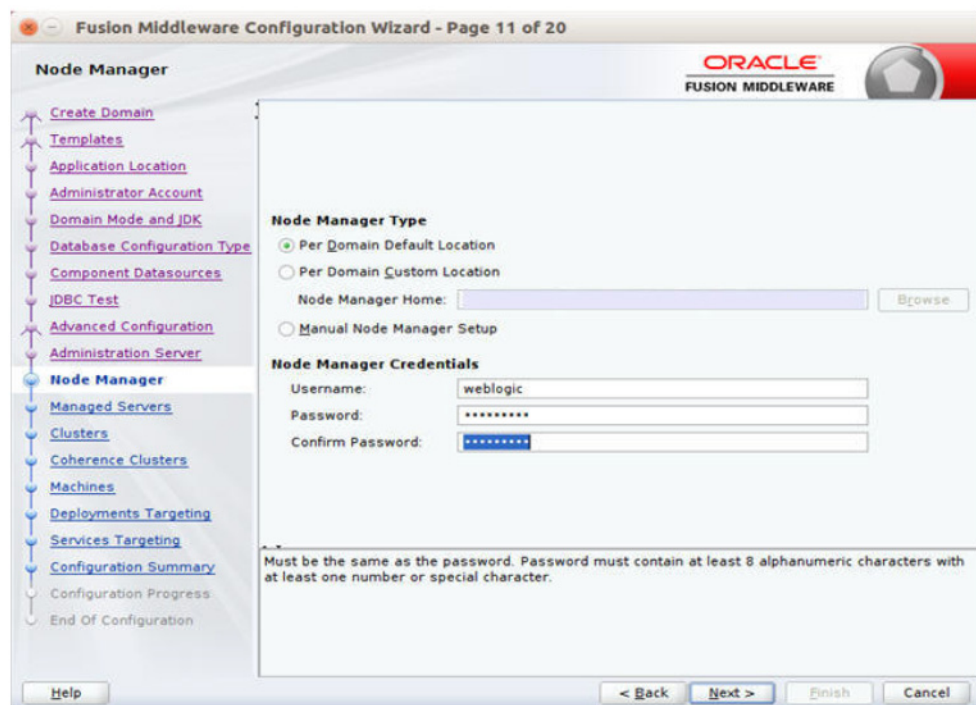 Fusion Middleware Configuration Wizard - Page 11 of 20
Node Manager
ORACLE
FUSION MIDDLEWARE
Create Domain
Templates
Application Location
Administrator Account
Domain Mode and JDK
Database Configuration Type
Component Datasources
JDBC Test
Advanced Configuration
Administration Server
Node Manager
Managed Servers
Clusters
Coherence Clusters
Machines
Deployments Targeting
Services Targeting
Configuration Summary
Configuration Progress
End Of Configuration
Node Manager Type
Per Domain Default Location
Per Domain Custom Location
Node Manager Home: Browse
Manual Node Manager Setup
Node Manager Credentials
Username: weblogic
Password: •••••••••
Confirm Password: •••••••••
Must be the same as the password. Password must contain at least 8 alphanumeric characters with
at least one number or special character.
Help < Back Next > Finish Cancel